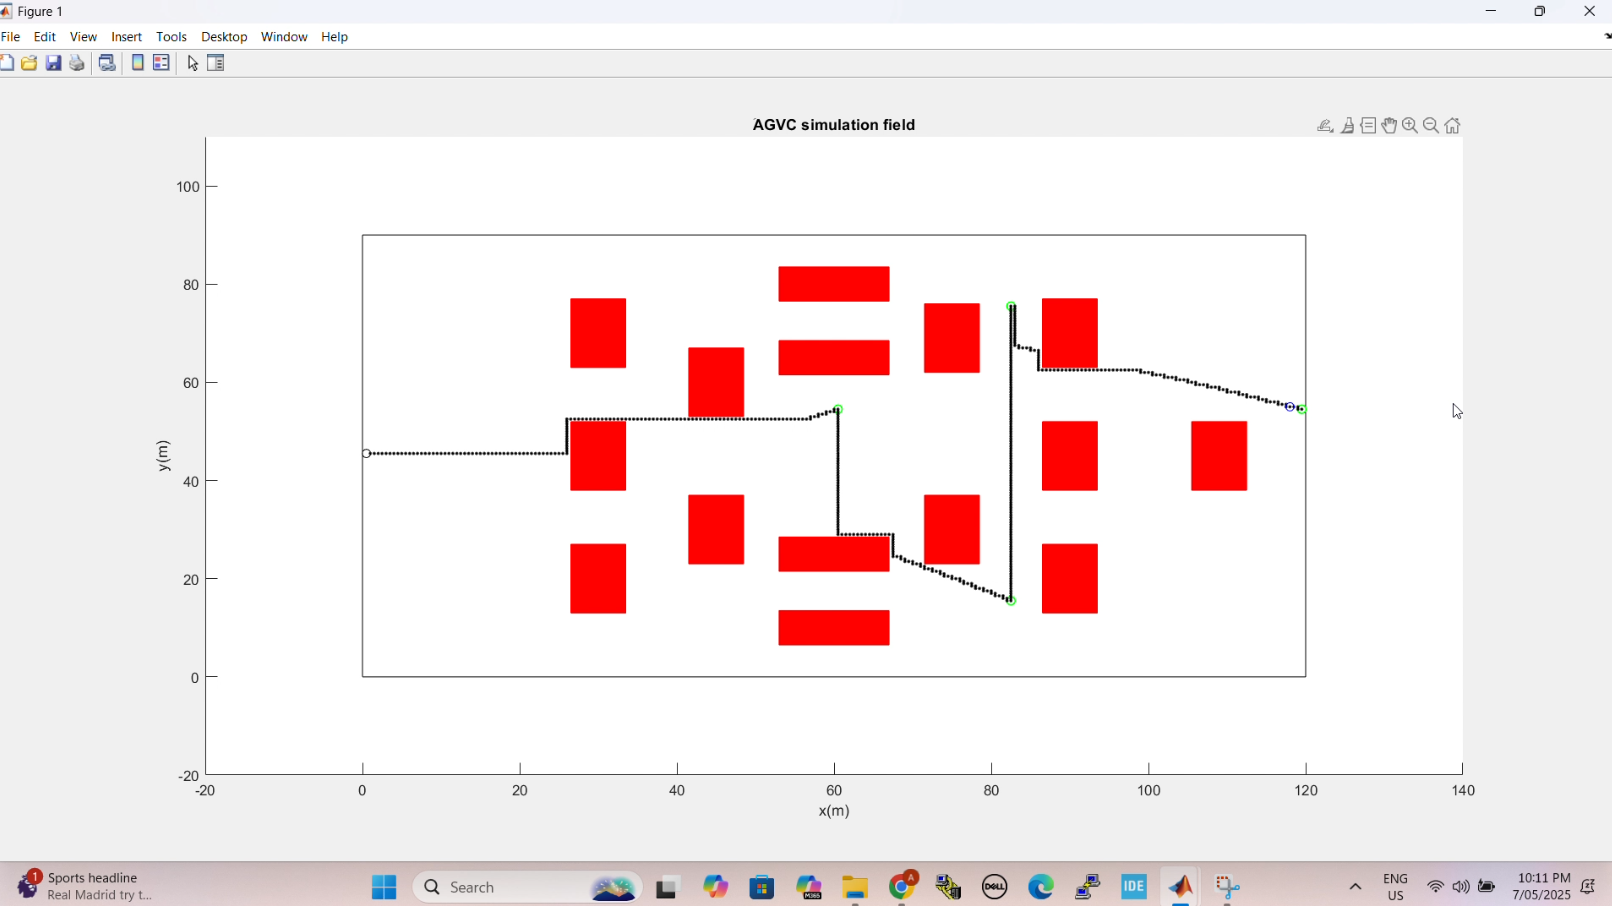 Figure 1
File Edit View Insert Tools Desktop Window Help
AGVC simulation field
100
80
60
40
20
0
-20
y(m)
-20 0 20 40 60 80 100 120 140
x(m)
1
Sports headline
Real Madrid try t...
Search
M365
DELL
A
IDE
ENG
US
10:11 PM
7/05/2025